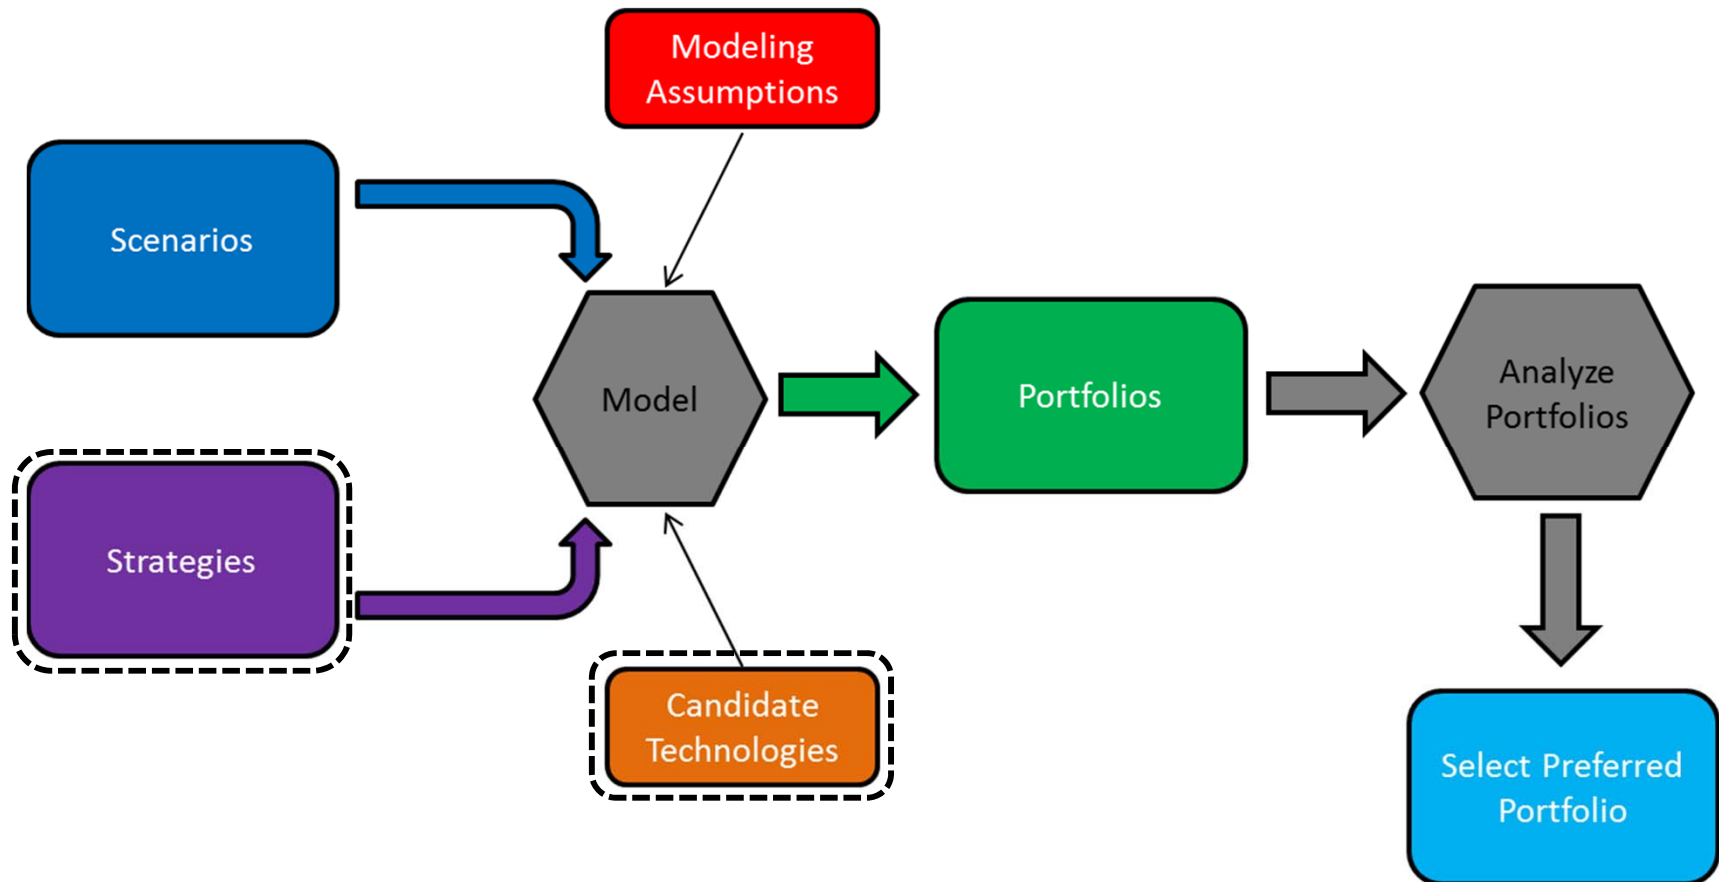 Modeling
Assumptions
Scenarios
Model
Portfolios
Analyze
Portfolios
Strategies
Candidate
Technologies
Select Preferred
Portfolio